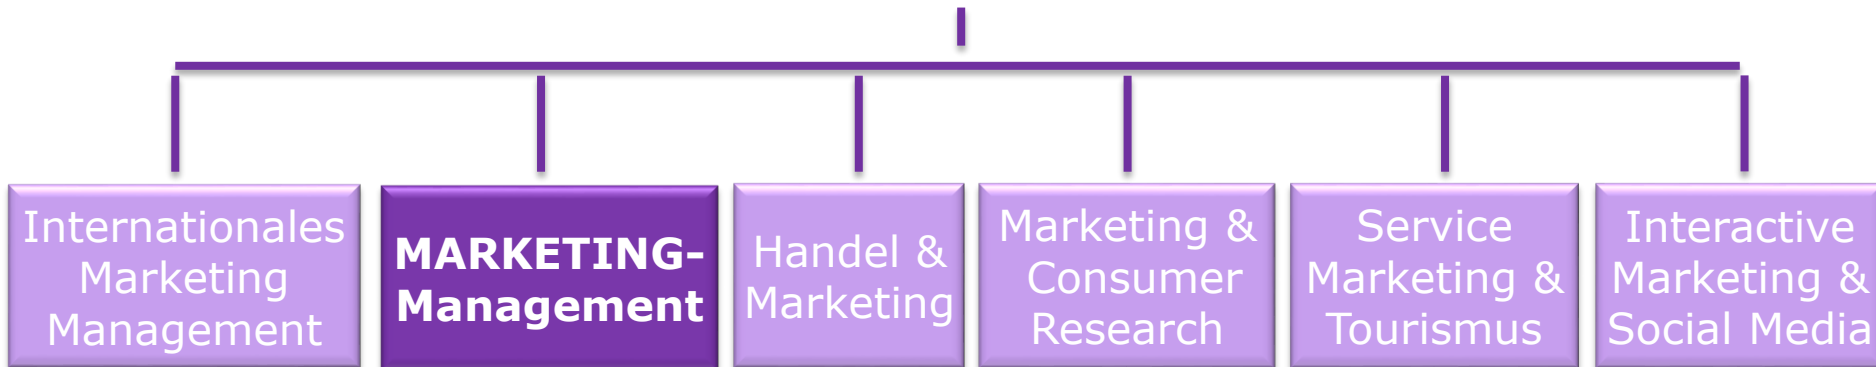 Internationales
Marketing
Management
MARKETING-
Management
Handel &
Marketing
Marketing &
Consumer
Research
Service
Marketing &
Tourismus
Interactive
Marketing &
Social Media